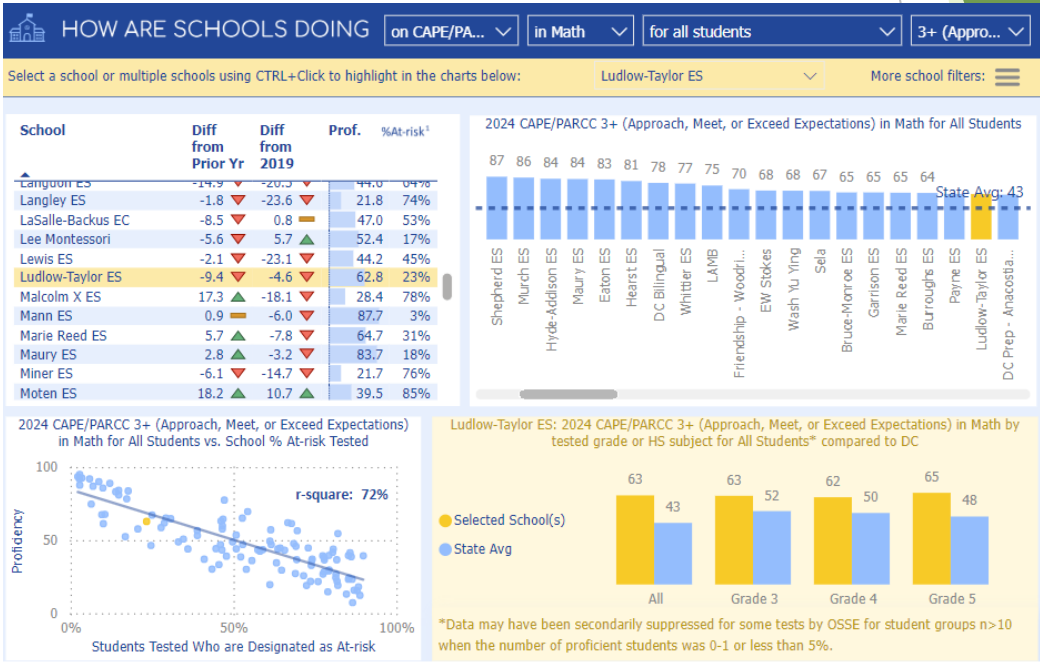 HOW ARE SCHOOLS DOING
on CAPE/PA...
in Math
for all students
3+ (Appro...
Select a school or multiple schools using CTRL+Click to highlight in the charts below:
Ludlow-Taylor ES
More school filters:
School Diff from Prior Yr Diff from 2019 Prof. %At-risk¹
Langdon ES -14.9 -20.5 44.6 64%
Langley ES -1.8 -23.6 21.8 74%
LaSalle-Backus EC -8.5 0.8 47.0 53%
Lee Montessori -5.6 5.7 52.4 17%
Lewis ES -2.1 -23.1 44.2 45%
Ludlow-Taylor ES -9.4 -4.6 62.8 23%
Malcolm X ES 17.3 -18.1 28.4 78%
Mann ES 0.9 -6.0 87.7 3%
Marie Reed ES 5.7 -7.8 64.7 31%
Maury ES 2.8 -3.2 83.7 18%
Miner ES -6.1 -14.7 21.7 76%
Moten ES 18.2 10.7 39.5 85%
2024 CAPE/PARCC 3+ (Approach, Meet, or Exceed Expectations) in Math for All Students
87 86 84 84 83 81 78 77 75 70 68 68 67 65 65 65 64
State Avg: 43
Shepherd ES
Murch ES
Hyde-Addison ES
Maury ES
Eaton ES
Hearst ES
Dc Bilingual
Whittier ES
LAMB
Friendship - Woodri...
EW Stokes
Wash Yu Ying
Sela
Bruce-Monroe ES
Garrison ES
Marie Reed ES
Burroughs ES
Payne ES
Ludlow-Taylor ES
DC Prep - Anacostia...
2024 CAPE/PARCC 3+ (Approach, Meet, or Exceed Expectations)
in Math for All Students vs. School % At-risk Tested
r-square: 72%
Proficiency
100
50
0
0% 50% 100%
Students Tested Who are Designated as At-risk
Ludlow-Taylor ES: 2024 CAPE/PARCC 3+ (Approach, Meet, or Exceed Expectations) in Math by
tested grade or HS subject for All Students* compared to DC
Selected School(s)
State Avg
63 43 63 52 62 50 65 48
All Grade 3 Grade 4 Grade 5
*Data may have been secondarily suppressed for some tests by OSSE for student groups n>10
when the number of proficient students was 0-1 or less than 5%.